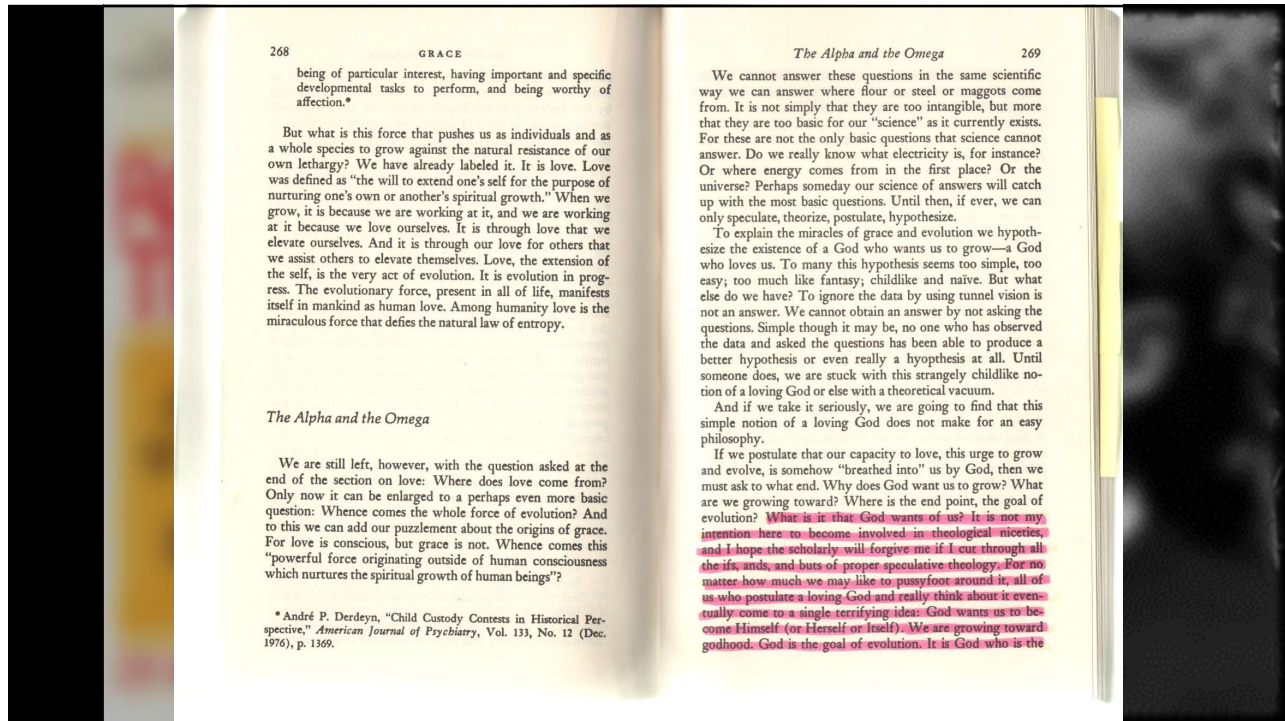 268
GRACE
being of particular interest, having important and specific
developmental tasks to perform, and being worthy of
affection.*
But what is this force that pushes us as individuals and as
a whole species to grow against the natural resistance of our
own lethargy? We have already labeled it. It is love. Love
was defined as “the will to extend one’s self for the purpose of
nurturing one’s own or another’s spiritual growth.” When we
grow, it is because we are working at it, and we are working
at it because we love ourselves. It is through love that we
elevate ourselves. And it is through our love for others that
we assist others to elevate themselves. Love, the extension of
the self, is the very act of evolution. It is evolution in prog-
ress. The evolutionary force, present in all of life, manifests
itself in mankind as human love. Among humanity love is the
miraculous force that defies the natural law of entropy.
The Alpha and the Omega
We are still left, however, with the question asked at the
end of the section on love: Where does love come from?
Only now it can be enlarged to a perhaps even more basic
question: Whence comes the whole force of evolution? And
to this we can add our puzzlement about the origins of grace.
For love is conscious, but grace is not. Whence comes this
“powerful force originating outside of human consciousness
which nurtures the spiritual growth of human beings”?
* André P. Derdeyn, “Child Custody Contests in Historical Per-
spective,” American Journal of Psychiatry, Vol. 133, No. 12 (Dec.
1976), p. 1369.
The Alpha and the Omega
269
We cannot answer these questions in the same scientific
way we can answer where flour or steel or maggots come
from. It is not simply that they are too intangible, but more
that they are too basic for our “science” as it currently exists.
For these are not the only basic questions that science cannot
answer. Do we really know what electricity is, for instance?
Or where energy comes from in the first place? Or the
universe? Perhaps someday our science of answers will catch
up with the most basic questions. Until then, if ever, we can
only speculate, theorize, postulate, hypothesize.
To explain the miracles of grace and evolution we hypoth-
esize the existence of a God who wants us to grow—a God
who loves us. To many this hypothesis seems too simple, too
easy; too much like fantasy; childlike and naïve. But what
else do we have? To ignore the data by using tunnel vision is
not an answer. We cannot obtain an answer by not asking the
questions. Simple though it may be, no one who has observed
the data and asked the questions has been able to produce a
better hypothesis or even really a hyopthesis at all. Until
someone does, we are stuck with this strangely childlike no-
tion of a loving God or else with a theoretical vacuum.
And if we take it seriously, we are going to find that this
simple notion of a loving God does not make for an easy
philosophy.
If we postulate that our capacity to love, this urge to grow
and evolve, is somehow “breathed into” us by God, then we
must ask to what end. Why does God want us to grow? What
are we growing toward? Where is the end point, the goal of
evolution? What is it that God wants of us? It is not my
intention here to become involved in theological niceties,
and I hope the scholarly will forgive me if I cut through all
the ifs, ands, and buts of proper speculative theology. For no
matter how much we may like to pussyfoot around it, all of
us who postulate a loving God and really think about it even-
tually come to a single terrifying idea: God wants us to be-
come Himself (or Herself or Itself). We are growing toward
godhood. God is the goal of evolution. It is God who is the